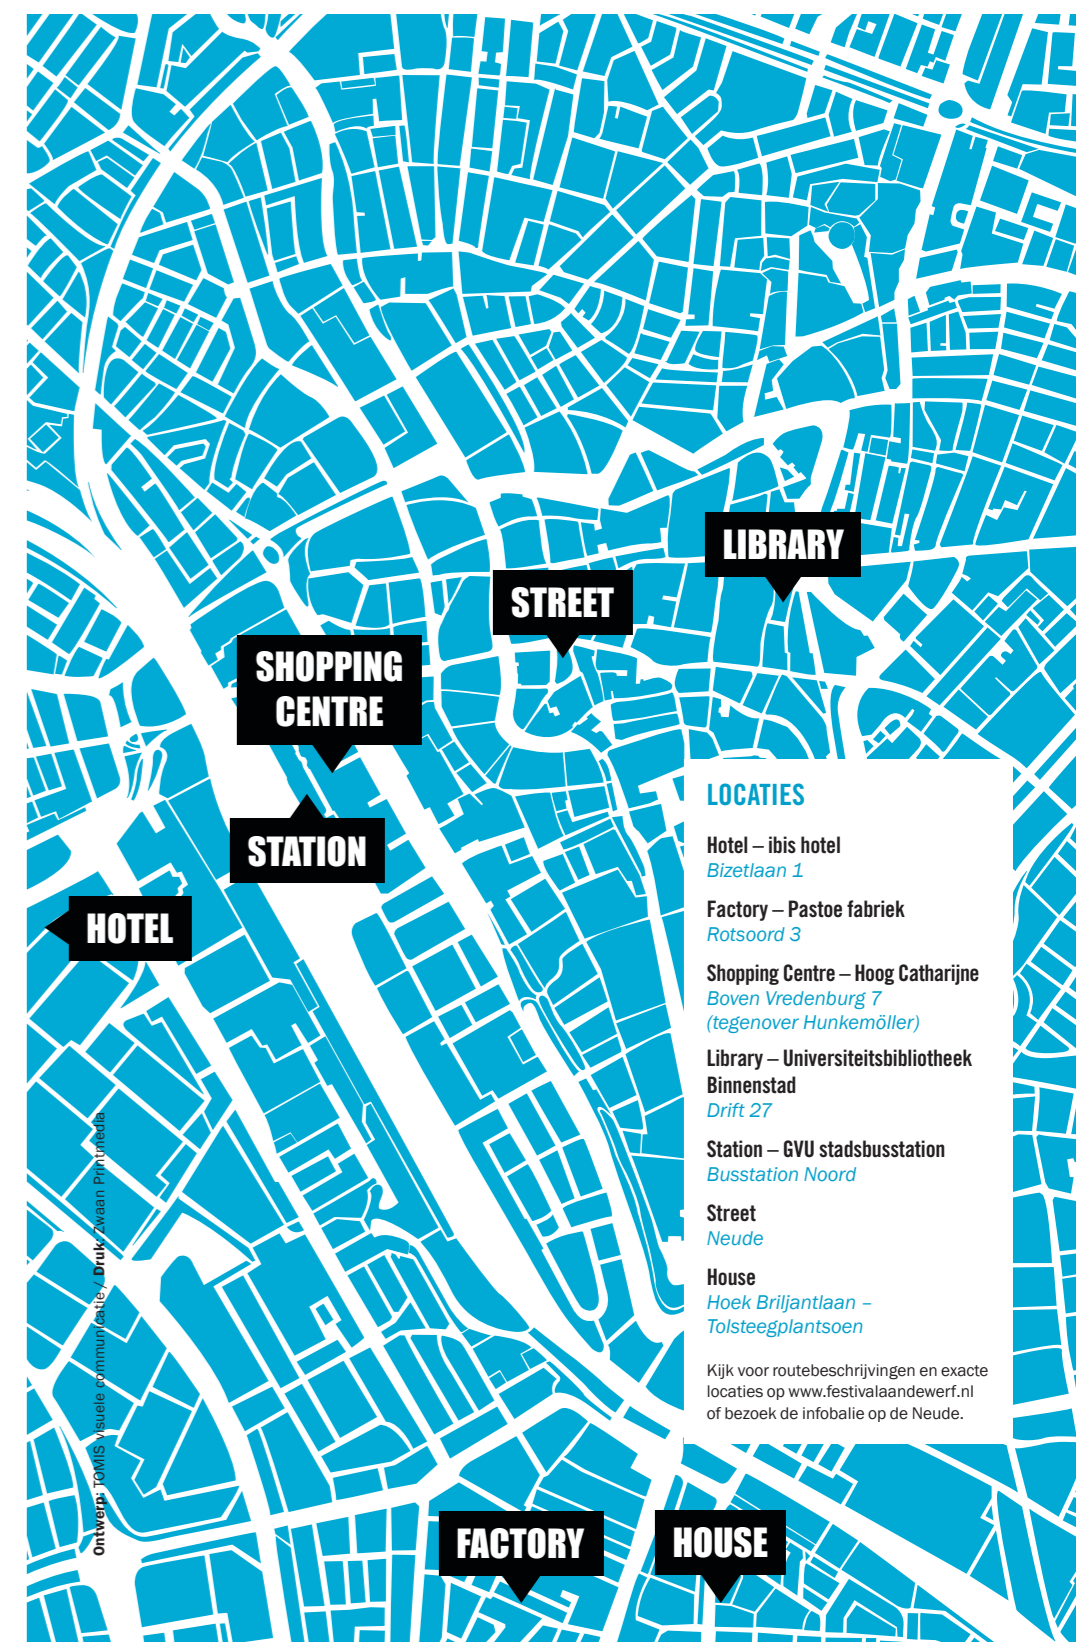 LIBRARY
STREET
SHOPPING
CENTRE
STATION
HOTEL
LOCATIES
Hotel – ibis hotel
Bizetlaan 1
Factory – Pastoe fabriek
Rotsoord 3
Shopping Centre – Hoog Catharijne
Boven Vredenburg 7
(tegenover Hunkemöller)
Library – Universiteitsbibliotheek
Binnenstad
Drift 27
Station – GVU stadsbusstation
Busstation Noord
Street
Neude
House
Hoek Briljantlaan –
Tolsteegplantsoen
Kijk voor routebeschrijvingen en exacte
locaties op www.festivalaandewerf.nl
of bezoek de infobalie op de Neude.
Ontwerp: TOMIS visuele communicatie / Druk: Zwaan Printmedia
FACTORY
HOUSE